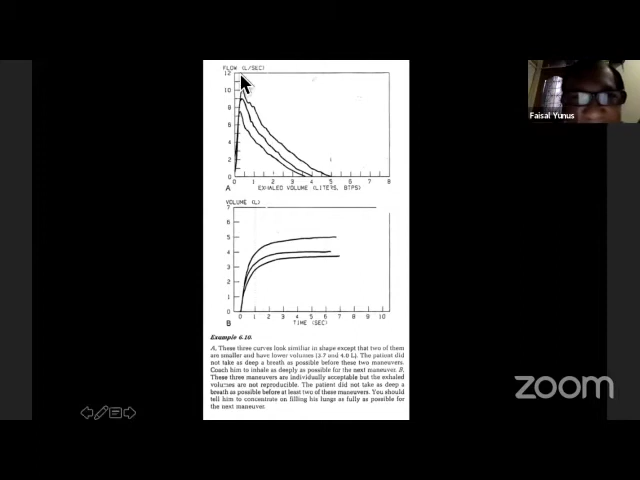 FLOW (L/SEC)
12
10
8
6
4
2
0
0 1 2 3 4 5 6 7 8
A EXHALED VOLUME (LITERS, BTPS)
VOLUME (L)
7
6
5
4
3
2
1
0
0 1 2 3 4 5 6 7 8 9 10
B TIME (SEC)
Example 6.10.
A. These three curves look similiar in shape except that two of them
are smaller and have lower volumes (3.7 and 4.0 L). The patient did
not take as deep a breath as possible before these two maneuvers.
Coach him to inhale as deeply as possible for the next maneuver. B.
These three maneuvers are individually acceptable but the exhaled
volumes are not reproducible. The patient did not take as deep a
breath as possible before at least two of these maneuvers. You should
tell him to concentrate on filling his lungs as fully as possible for
the next maneuver.
Faisal Yunus
zoom